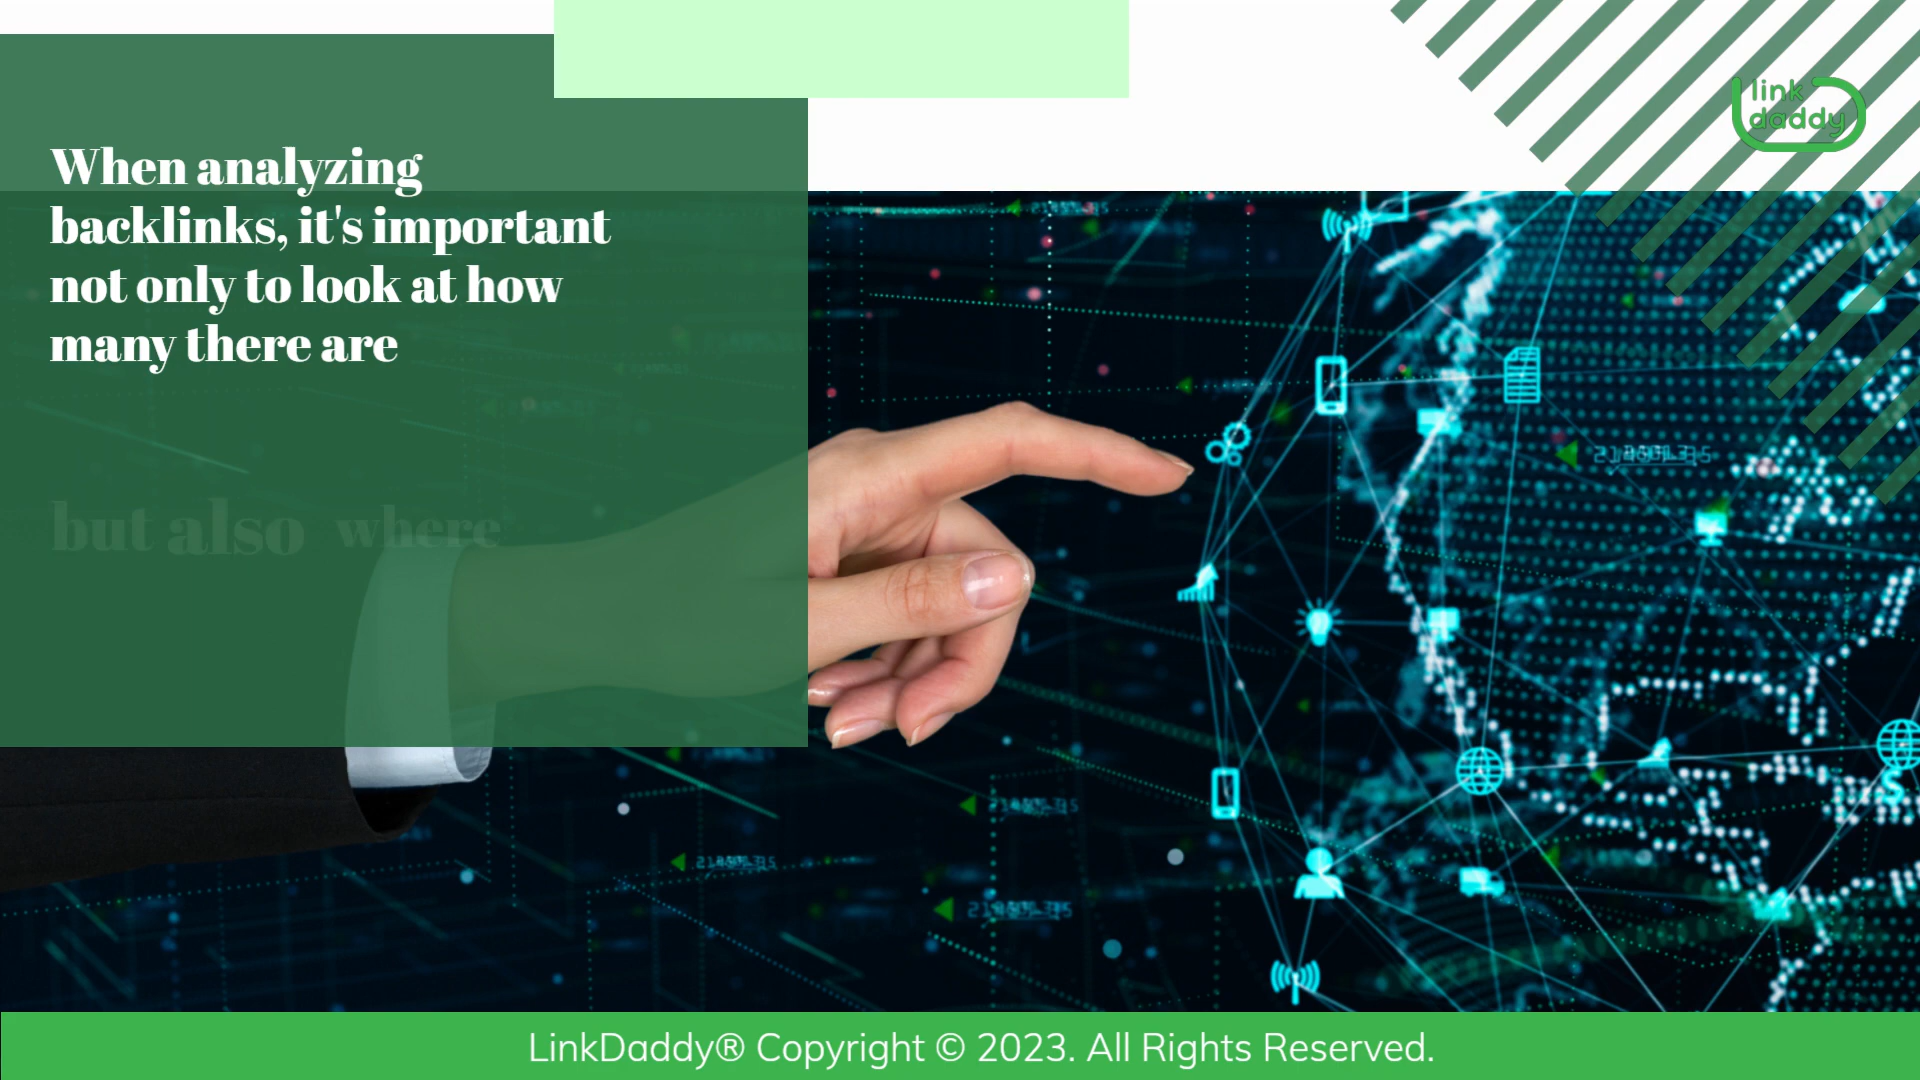 link
daddy
When analyzing
backlinks, it's important
not only to look at how
many there are
but also where
LinkDaddy® Copyright © 2023. All Rights Reserved.